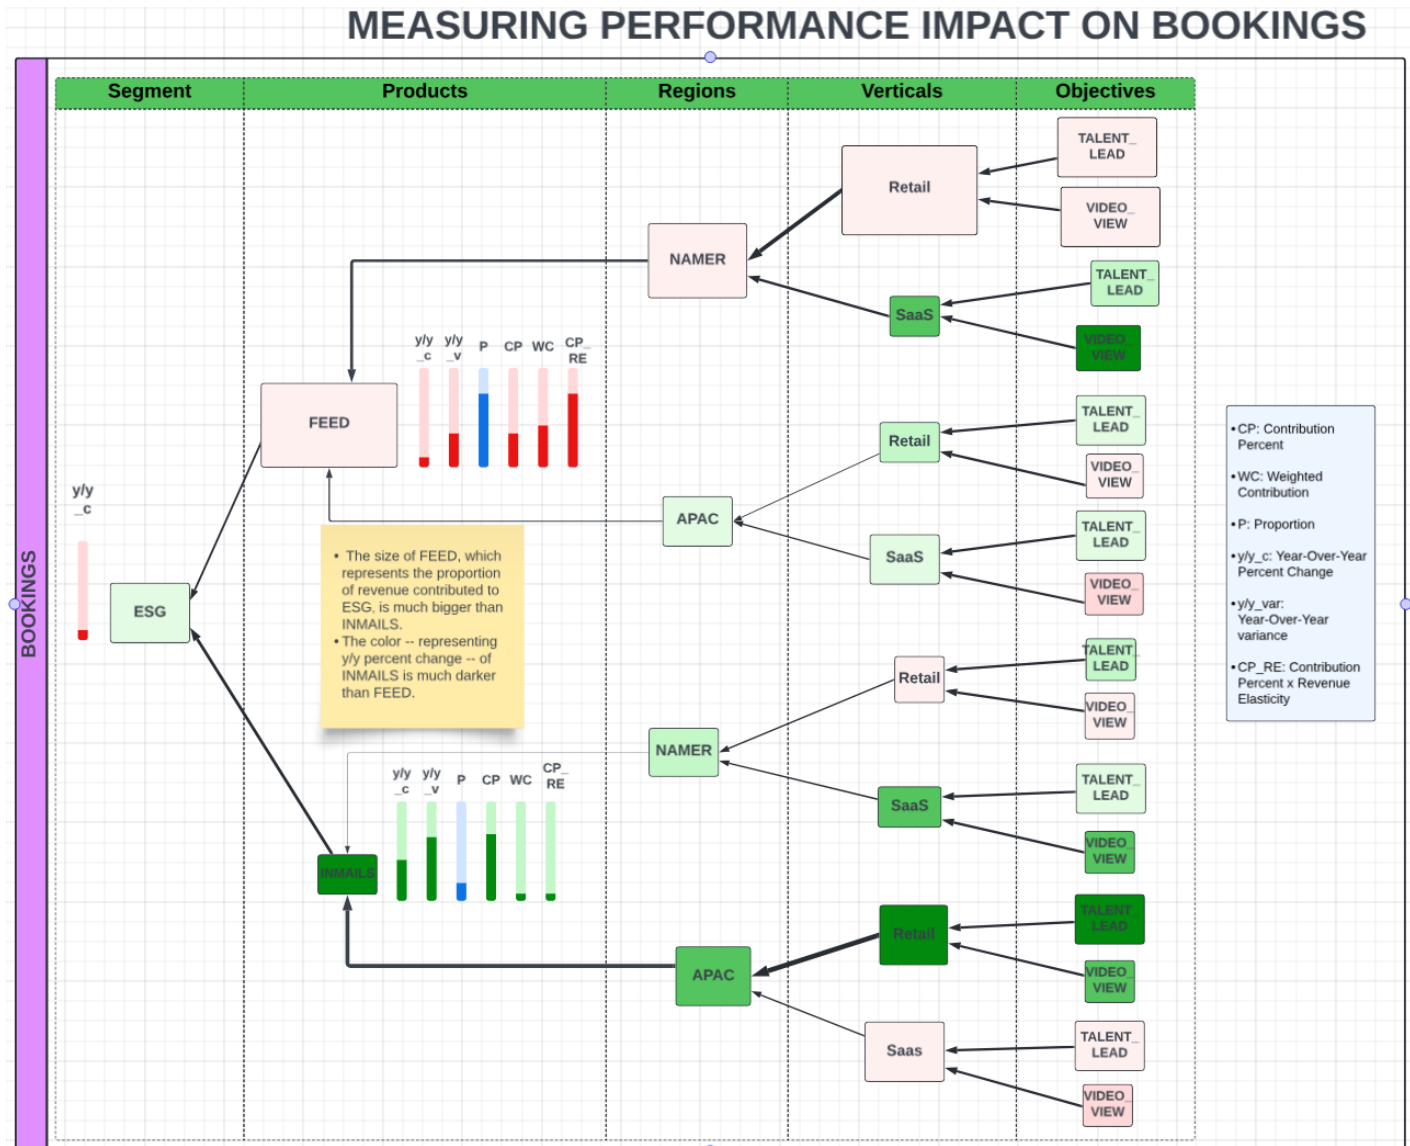 MEASURING PERFORMANCE IMPACT ON BOOKINGS
BOOKINGS
Segment
Products
Regions
Verticals
Objectives
TALENT_
LEAD
Retail
VIDEO_
VIEW
NAMER
TALENT_
LEAD
SaaS
VIDEO_
VIEW
y/y
_c
y/y
_v
P
CP
WC
CP_
RE
FEED
TALENT_
LEAD
Retail
VIDEO_
VIEW
APAC
TALENT_
LEAD
SaaS
VIDEO_
VIEW
y/y
_c
ESG
• The size of FEED, which
represents the proportion
of revenue contributed to
ESG, is much bigger than
INMAILS.
• The color -- representing
y/y percent change -- of
INMAILS is much darker
than FEED.
TALENT_
LEAD
Retail
VIDEO_
VIEW
NAMER
TALENT_
LEAD
SaaS
VIDEO_
VIEW
y/y
_c
y/y
_v
P
CP
WC
CP_
RE
INMAILS
TALENT_
LEAD
Retail
VIDEO_
VIEW
APAC
TALENT_
LEAD
Saas
VIDEO_
VIEW
• CP: Contribution
Percent
• WC: Weighted
Contribution
• P: Proportion
• y/y_c: Year-Over-Year
Percent Change
• y/y_var:
Year-Over-Year
variance
• CP_RE: Contribution
Percent x Revenue
Elasticity